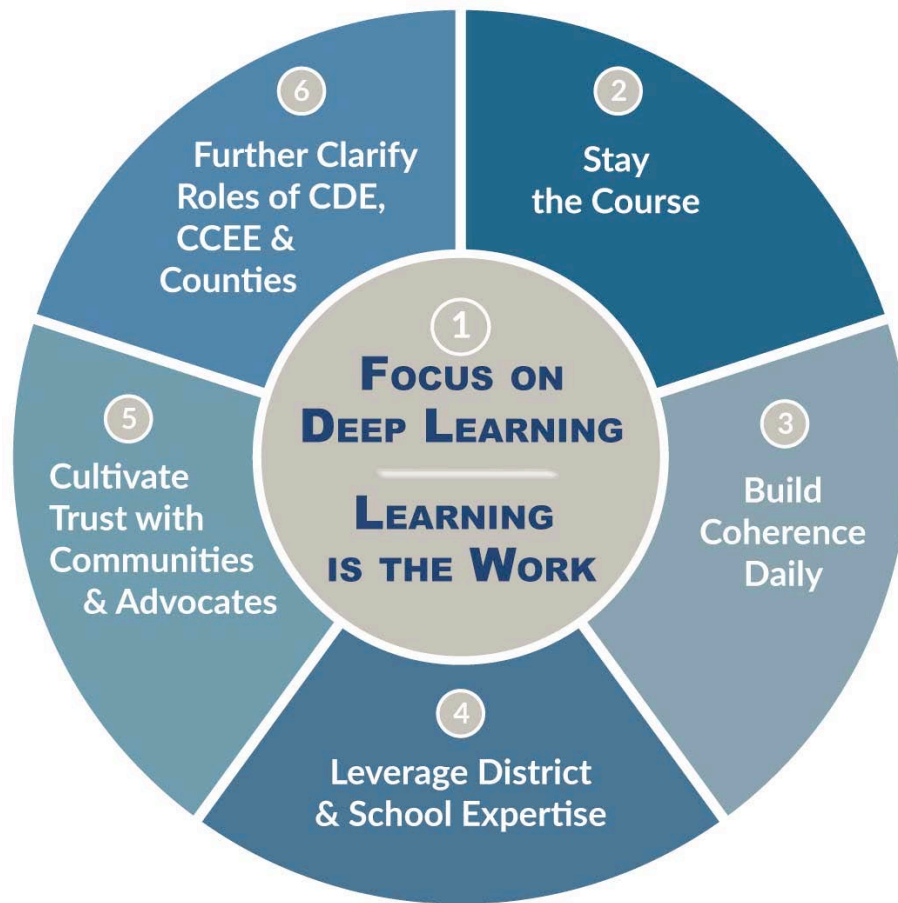 1
FOCUS ON
DEEP LEARNING
LEARNING
IS THE WORK
2
Stay
the Course
3
Build
Coherence
Daily
4
Leverage District
& School Expertise
5
Cultivate
Trust with
Communities
& Advocates
6
Further Clarify
Roles of CDE,
CCEE &
Counties